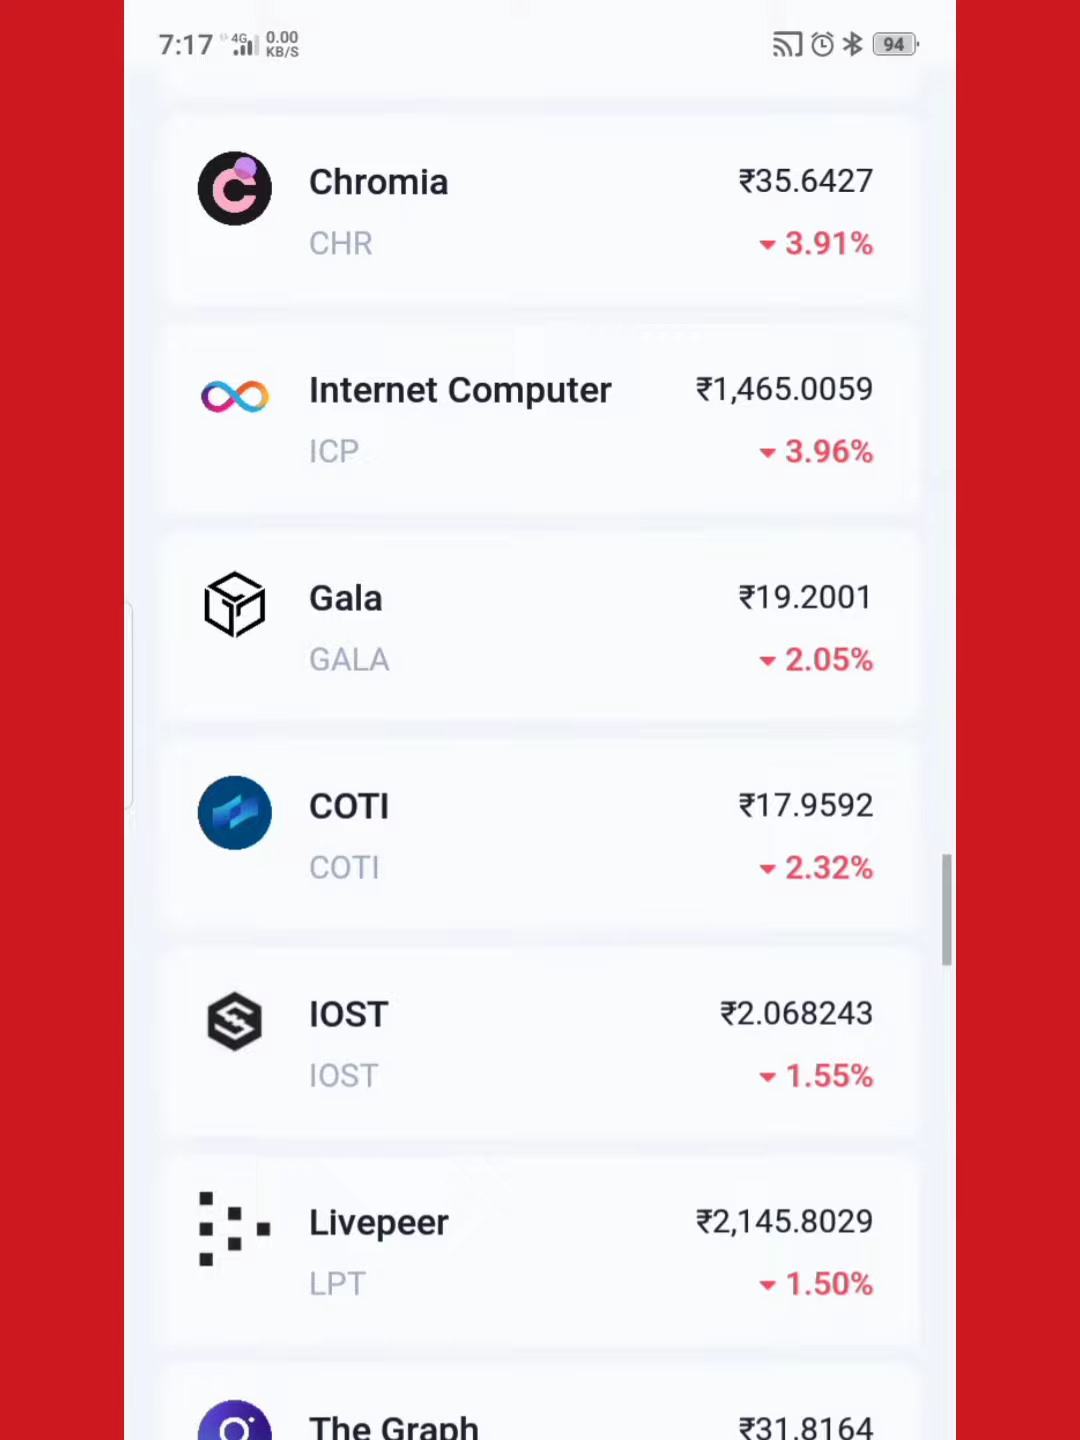 7:17 4G 0.00 KB/S 94
Chromia ₹35.6427
CHR 3.91%
Internet Computer ₹1,465.0059
ICP 3.96%
Gala ₹19.2001
GALA 2.05%
COTI ₹17.9592
COTI 2.32%
IOST ₹2.068243
IOST 1.55%
Livepeer ₹2,145.8029
LPT 1.50%
The Graph ₹31.8164